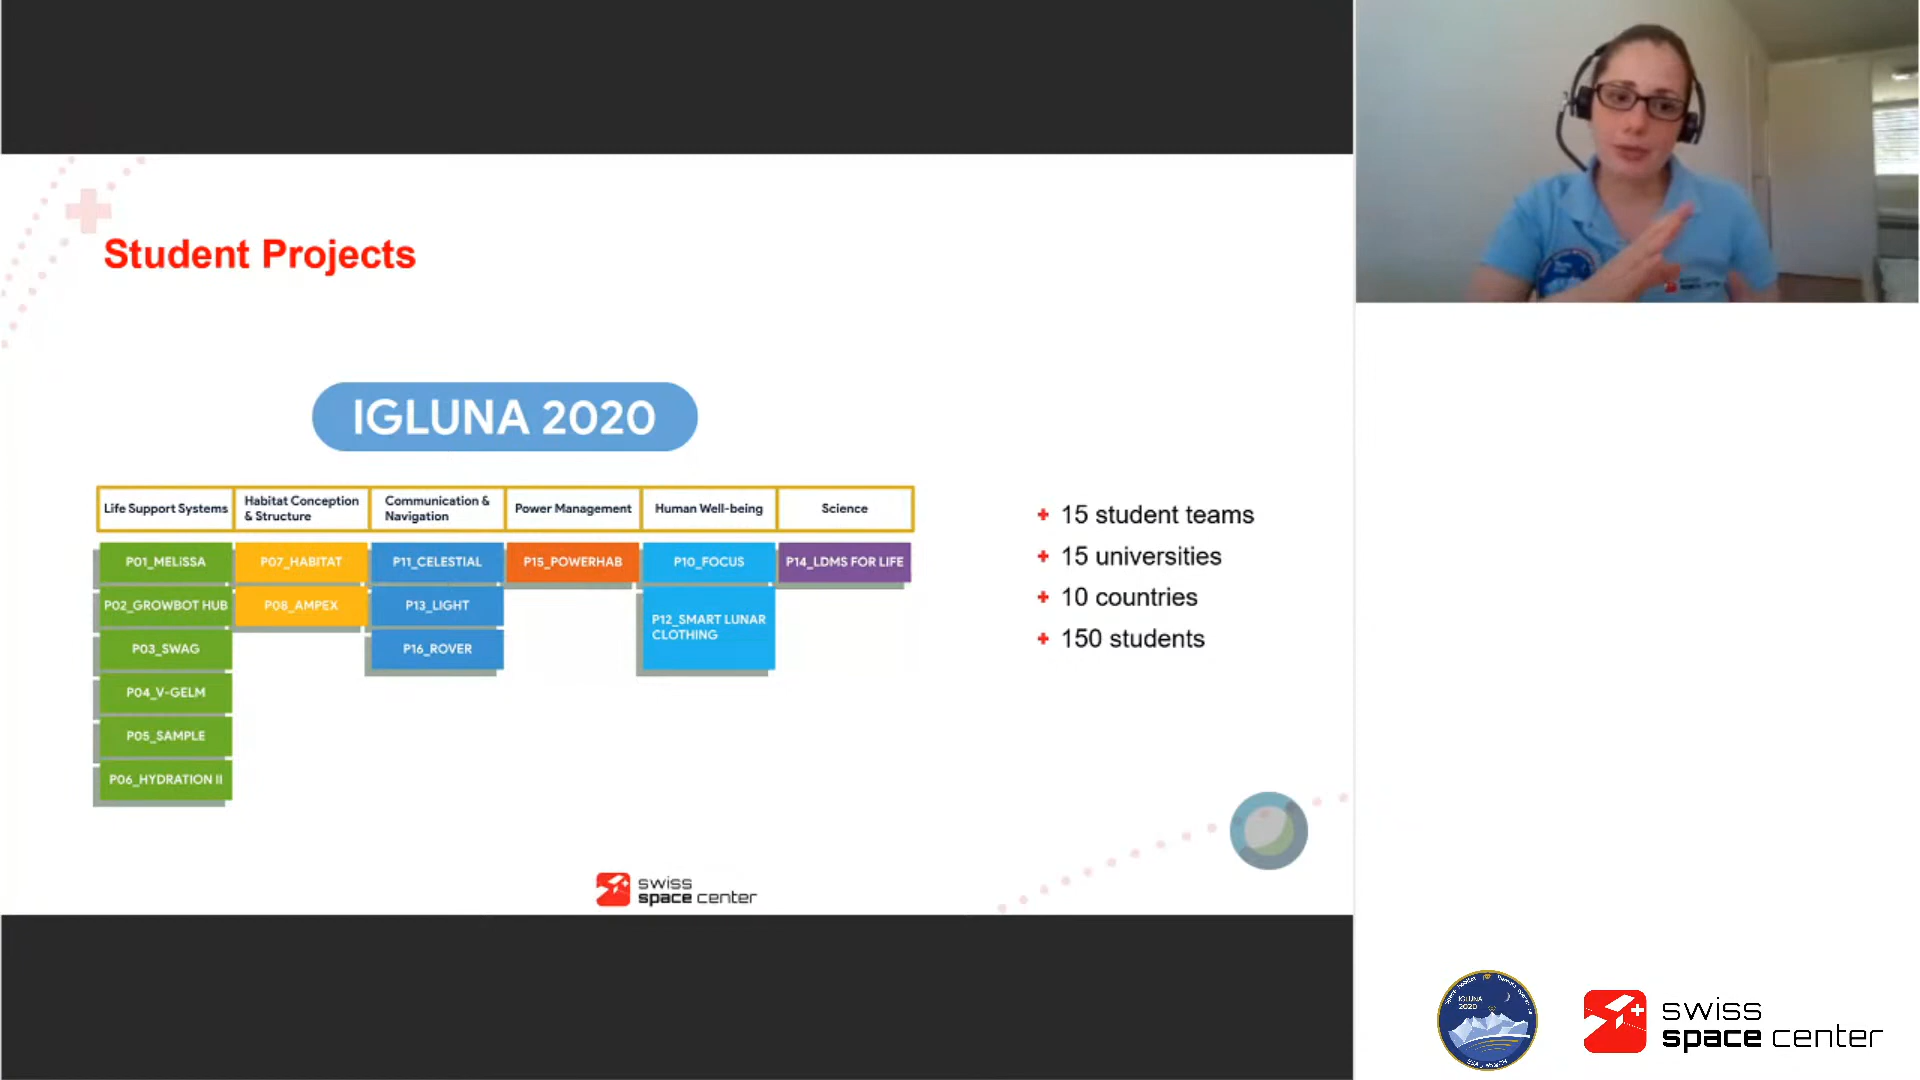 Student Projects
IGLUNA 2020
Life Support Systems
Habitat Conception
& Structure
Communication &
Navigation
Power Management
Human Well-being
Science
P01_MELISSA
P02_GROWBOT HUB
P03_SWAG
P04_V-GELM
P05_SAMPLE
P06_HYDRATION II
P07_HABITAT
P08_AMPEX
P11_CELESTIAL
P13_LIGHT
P16_ROVER
P15_POWERHAB
P10_FOCUS
P12_SMART LUNAR
CLOTHING
P14_LDMS FOR LIFE
15 student teams
15 universities
10 countries
150 students
swiss
space center
IGLUNA
2020
swiss
space center